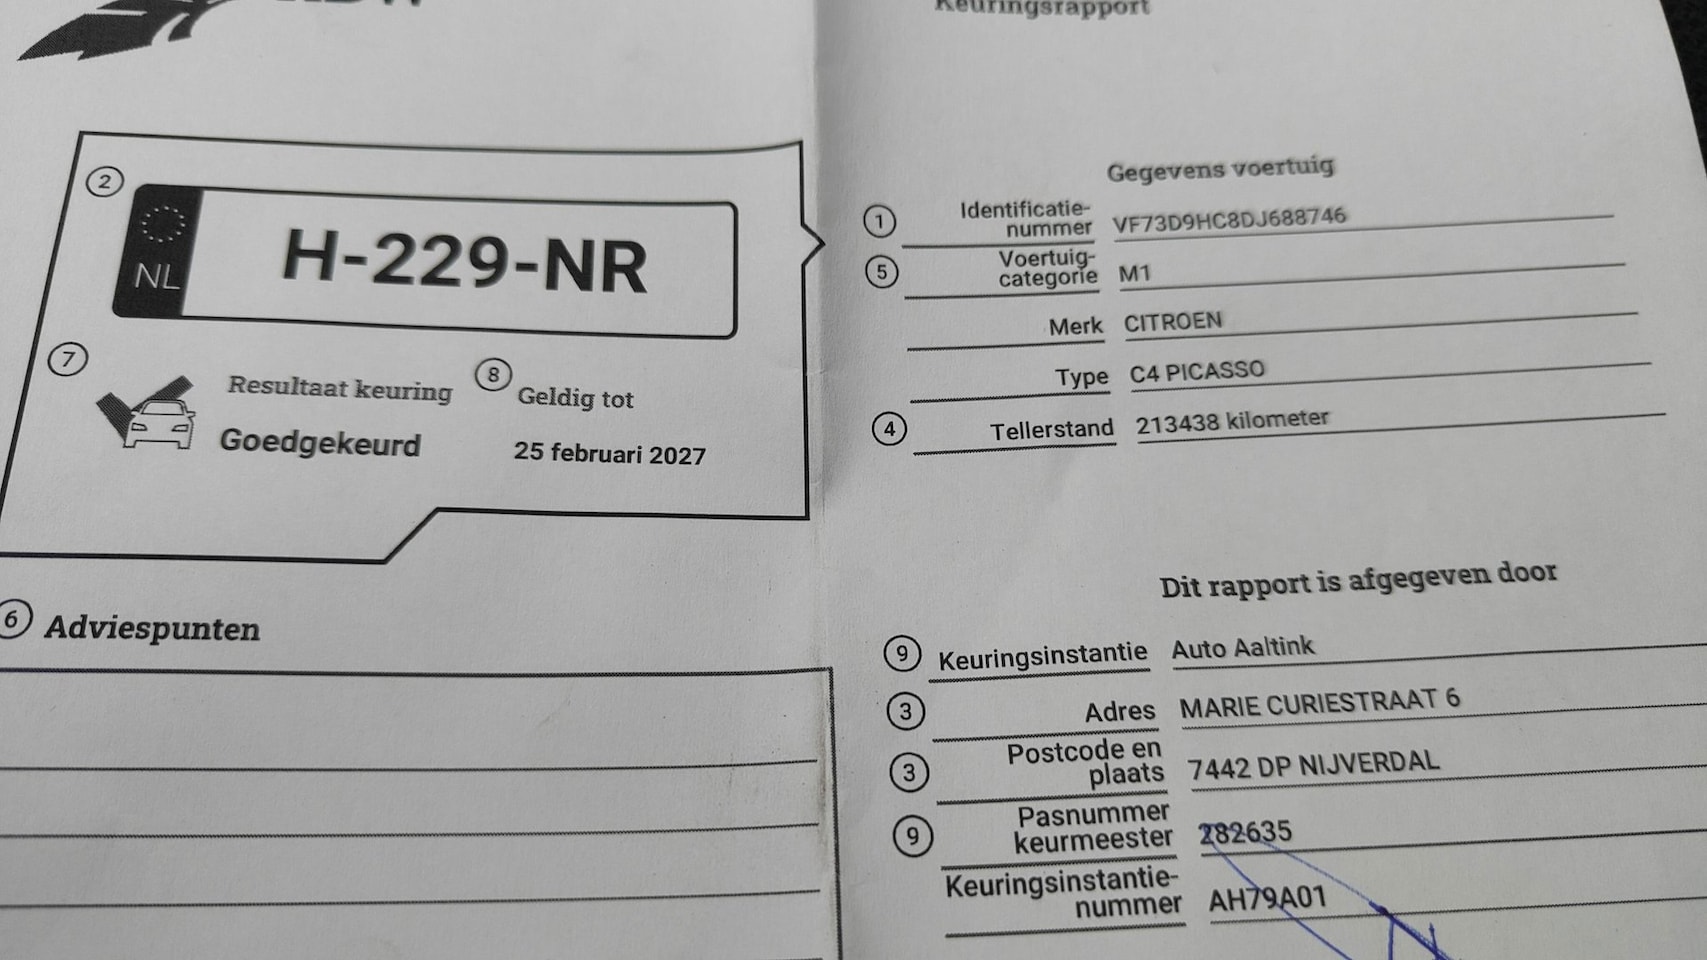 Keuringsrapport
2
NL
H-229-NR
7
Resultaat keuring
Goedgekeurd
8
Geldig tot
25 februari 2027
6 Adviespunten
Gegevens voertuig
1 Identificatie-
nummer VF73D9HC8DJ688746
5 Voertuig-
categorie M1
Merk CITROEN
Type C4 PICASSO
4 Tellerstand 213438 kilometer
Dit rapport is afgegeven door
9 Keuringsinstantie Auto Aaltink
3 Adres MARIE CURIESTRAAT 6
3 Postcode en
plaats 7442 DP NIJVERDAL
9 Pasnummer
keurmeester 282635
Keuringsinstantie-
nummer AH79A01